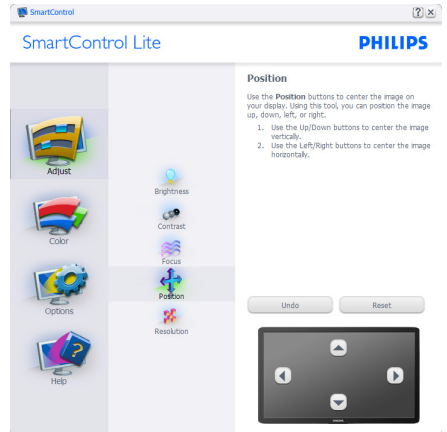 SmartControl
SmartControl Lite
PHILIPS
Adjust
Color
Options
Help
Brightness
Contrast
Focus
Position
Resolution
Position
Use the Position buttons to center the image on
your display. Using this tool, you can position the image
up, down, left, or right.
1. Use the Up/Down buttons to center the image
vertically.
2. Use the Left/Right buttons to center the image
horizontally.
Undo
Reset
PHILIPS